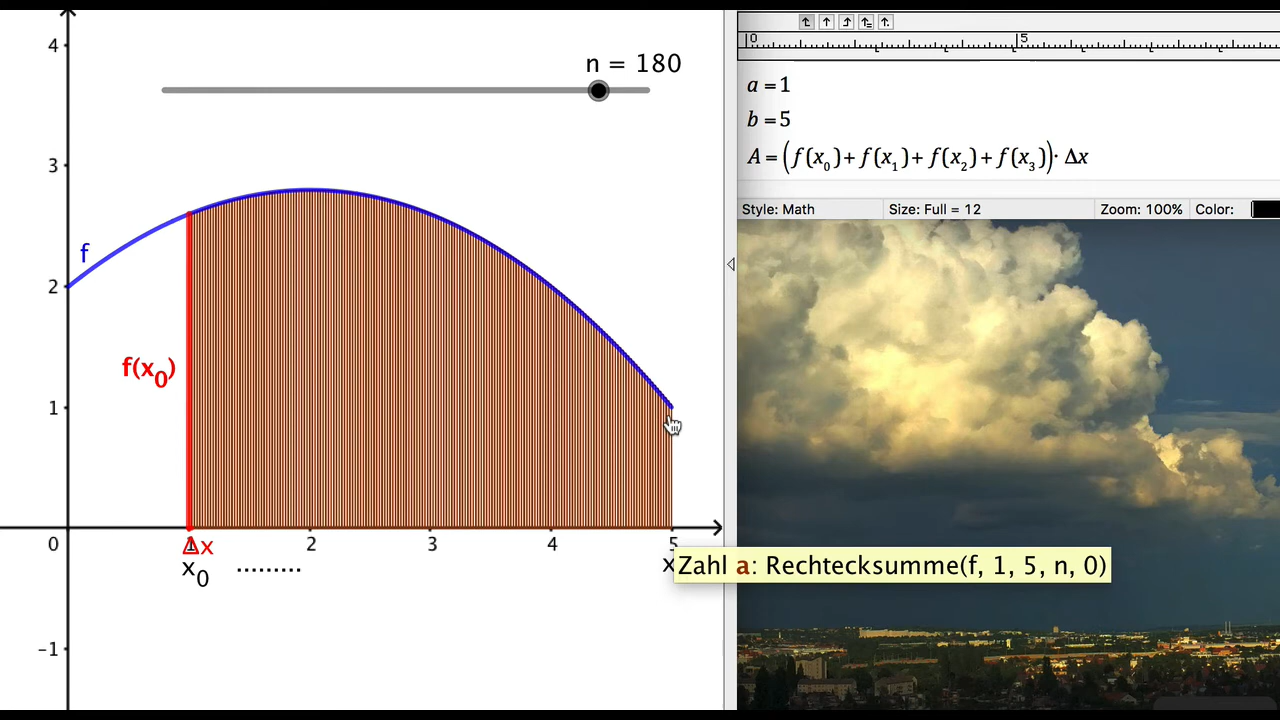 4
n = 180
3
f
2
f(x₀)
1
0
1
2
3
4
5
Δx
x₀ .........
x
-1
Zahl a: Rechtecksumme(f, 1, 5, n, 0)
0 5
a = 1
b = 5
A = (f(x₀) + f(x₁) + f(x₂) + f(x₃)) · Δx
Style: Math Size: Full = 12 Zoom: 100% Color: